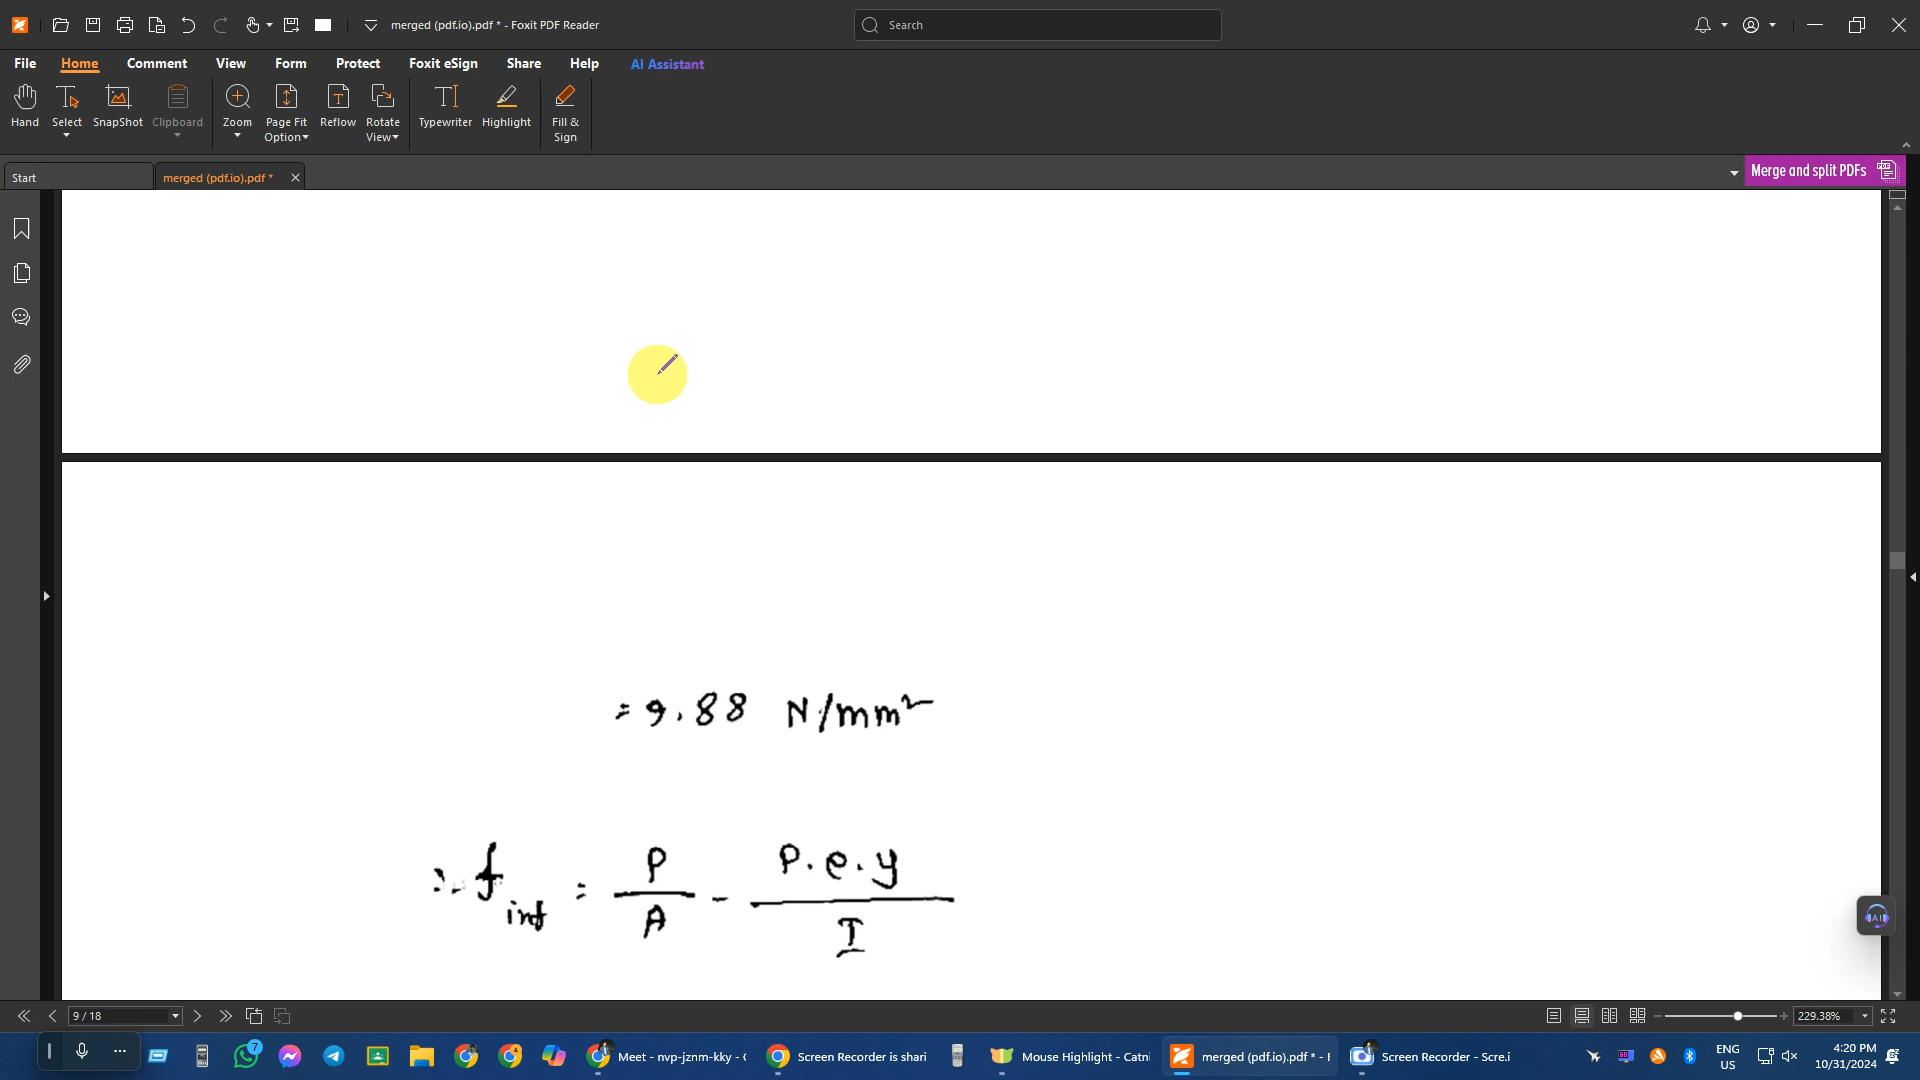 merged (pdf.io).pdf * - Foxit PDF Reader
Search
File Home Comment View Form Protect Foxit eSign Share Help AI Assistant
Hand Select SnapShot Clipboard Zoom Page Fit Option Reflow Rotate View Typewriter Highlight Fill & Sign
Start merged (pdf.io).pdf * Merge and split PDFs
= 9.88 N/mm²
∴ f inf = P/A - P.e.y/I
AI
9 / 18 229.38%
7 Meet - nvp-jznm-kky - Screen Recorder is shari Mouse Highlight - Catni merged (pdf.io).pdf * - F Screen Recorder - Scre.i 60 ENG US 4:20 PM 10/31/2024